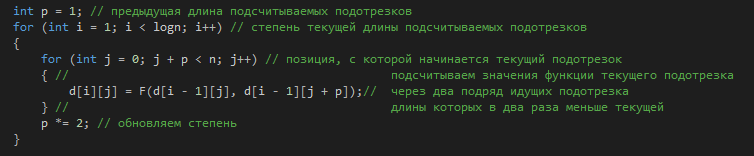 int p = 1; // предыдущая длина подсчитываемых подотрезков
for (int i = 1; i < logn; i++) // степень текущей длины подсчитываемых подотрезков
{
for (int j = 0; j + p < n; j++) // позиция, с которой начинается текущий подотрезок
{ // подсчитываем значения функции текущего подотрезка
d[i][j] = F(d[i - 1][j], d[i - 1][j + p]);// через два подряд идущих подотрезка
} // длины которых в два раза меньше текущей
p *= 2; // обновляем степень
}